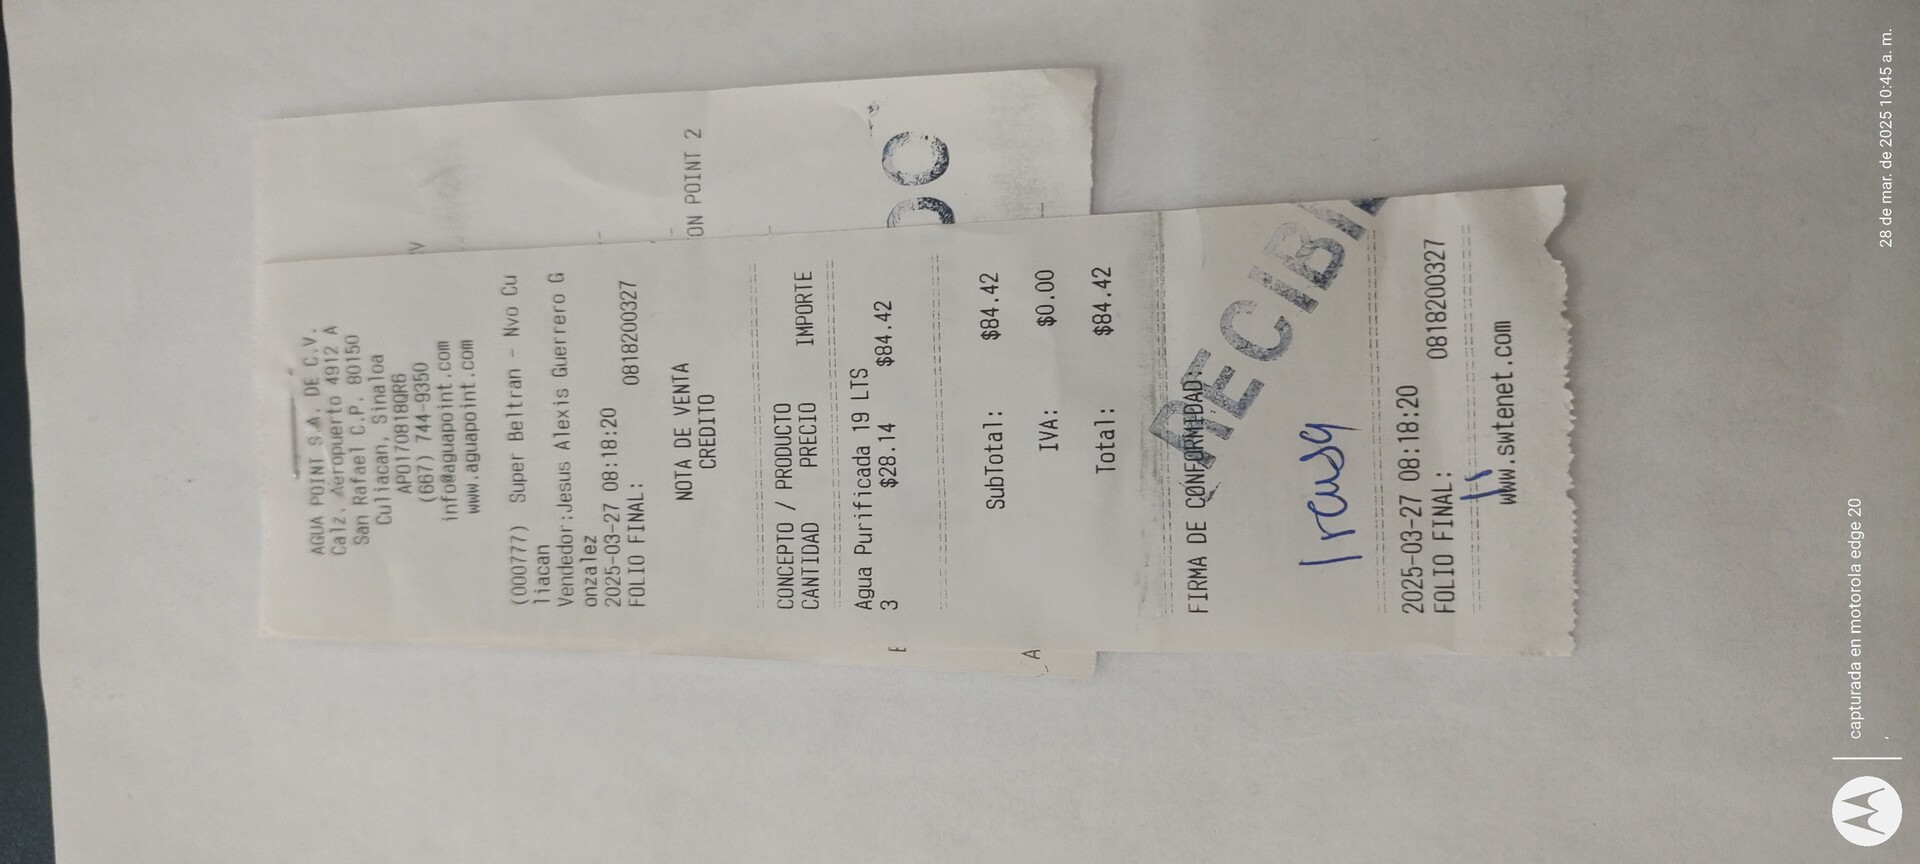 AGUA POINT S.A. DE C.V.
Calz. Aeropuerto 4912 A
San Rafael C.P. 80150
Culiacan, Sinaloa
APO170818QR6
(667) 744-9350
info@aguapoint.com
www.aguapoint.com
(000777) Super Beltran - Nvo Cu
liacan
Vendedor:Jesus Alexis Guerrero G
onzalez
2025-03-27 08:18:20
FOLIO FINAL: 0818200327
NOTA DE VENTA
CREDITO
CONCEPTO / PRODUCTO
CANTIDAD PRECIO IMPORTE
Agua Purificada 19 LTS
3 $28.14 $84.42
SubTotal: $84.42
IVA: $0.00
Total: $84.42
FIRMA DE CONFORMIDAD:
RECIBI
2025-03-27 08:18:20
FOLIO FINAL: 0818200327
www.swtenet.com
V
ON POINT 2
DO
E
A
capturada en motorola edge 20
28 de mar. de 2025 10:45 a. m.